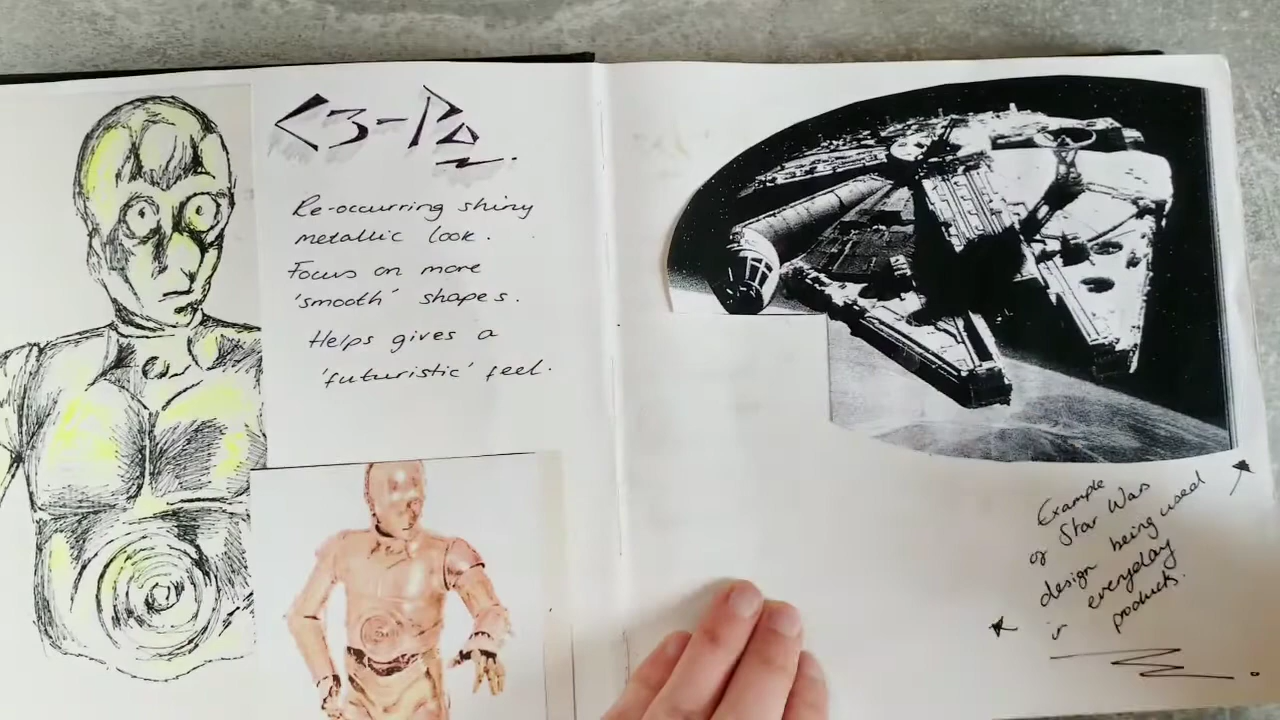 C3-Po
Re-occurring shiny
metallic look.
Focus on more
'smooth' shapes.
Helps gives a
'futuristic' feel.
Example
of Star Wars
design being used
in everyday
products.